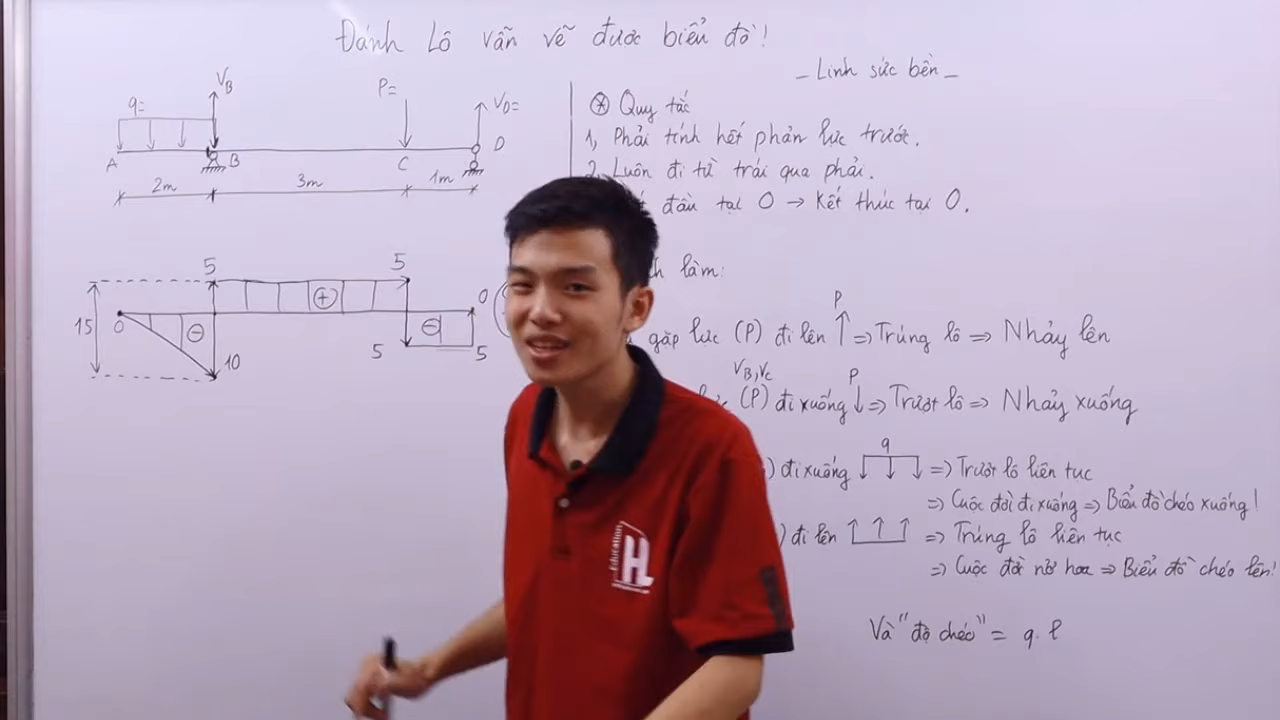 Đánh Lô vẫn vẽ được biểu đồ!
- Linh sức bền -
q=
V_B
P=
V_D=
A
B
C
D
2m
3m
1m
⊛ Quy tắc
1, Phải tính hết phản lực trước.
2, Luôn đi từ trái qua phải.
đầu tại 0 → Kết thúc tại 0.
làm:
15
0
⊖
10
5
⊕
5
5
⊖
5
0
gặp lực (P) đi lên P ↑ ⇒ Trúng lô ⇒ Nhảy lên
V_B, V_C
(P) đi xuống P ↓ ⇒ Trượt lô ⇒ Nhảy xuống
) đi xuống q ⇒ Trượt lô liên tục
⇒ Cuộc đời đi xuống ⇒ Biểu đồ chéo xuống!
) đi lên ⇒ Trúng lô liên tục
⇒ Cuộc đời nở hoa ⇒ Biểu đồ chéo lên!
Và "độ chéo" = q. l
Education
HL